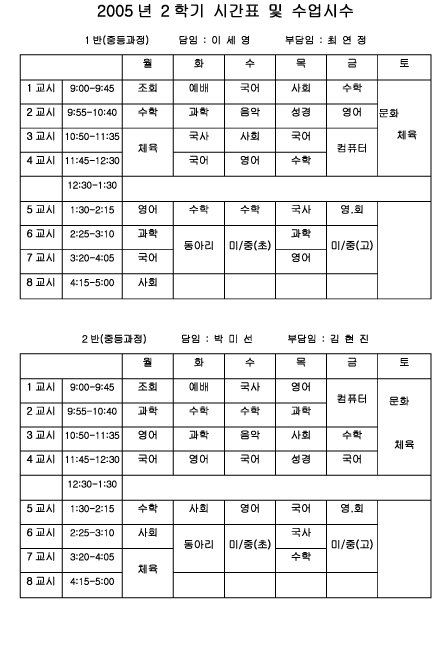 2005년 2학기 시간표 및 수업시수
1반(중등과정) 담임 : 이 세 영 부담임 : 최 연 정
월 화 수 목 금 토
1교시 9:00-9:45 조회 예배 국어 사회 수학
2교시 9:55-10:40 수학 과학 음악 성경 영어 문화
3교시 10:50-11:35 체육 국사 사회 국어 컴퓨터 체육
4교시 11:45-12:30 국어 영어 수학
12:30-1:30
5교시 1:30-2:15 영어 수학 수학 국사 영.회
6교시 2:25-3:10 과학 동아리 미/중(초) 과학 미/중(고)
7교시 3:20-4:05 국어 영어
8교시 4:15-5:00 사회
2반(중등과정) 담임 : 박 미 선 부담임 : 김 현 진
월 화 수 목 금 토
1교시 9:00-9:45 조회 예배 국사 영어 컴퓨터 문화
2교시 9:55-10:40 과학 수학 수학 과학
3교시 10:50-11:35 영어 과학 음악 사회 수학 체육
4교시 11:45-12:30 국어 영어 국어 성경 국어
12:30-1:30
5교시 1:30-2:15 수학 사회 영어 국어 영.회
6교시 2:25-3:10 사회 동아리 미/중(초) 국사 미/중(고)
7교시 3:20-4:05 체육 수학
8교시 4:15-5:00